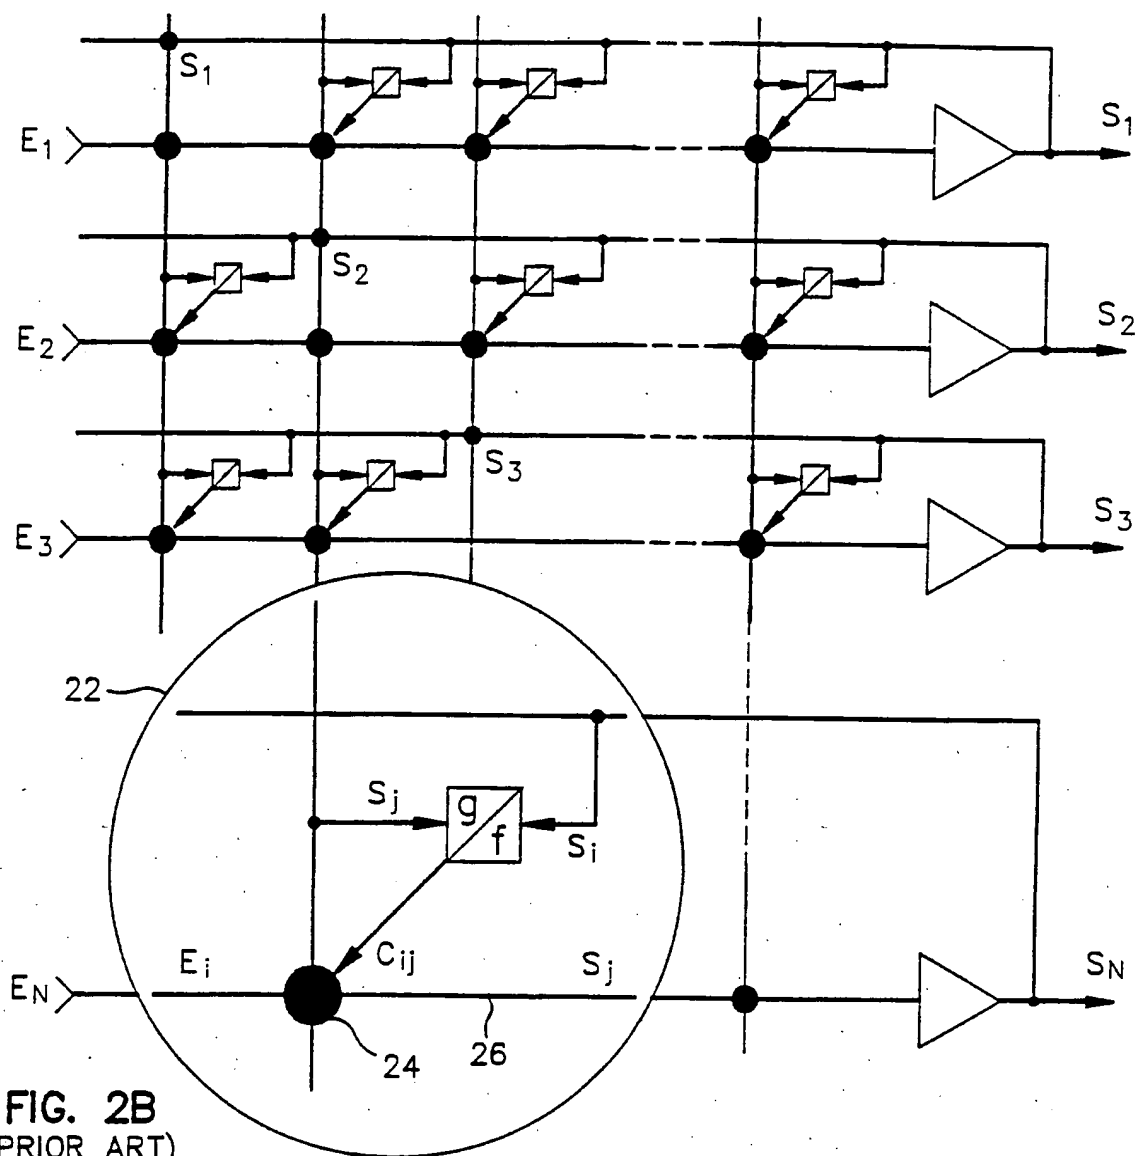 S1
E1
S1
S2
E2
S2
S3
E3
S3
22
Sj
g
f
Si
Cij
Ei
Sj
EN
SN
24
26
FIG. 2B
PRIOR ART)